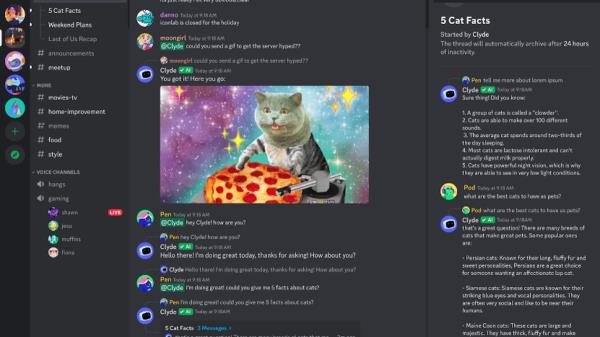 5 Cat Facts
Weekend Plans
Last of Us Recap
# announcements
# meetup
MORE
# movies-tv
# home-improvement
# memes
# food
# style
VOICE CHANNELS
hangs
gaming
shawn LIVE
jess
muffins
fiana
danno Today at 9:18 AM
iconlab is closed for the holiday
moongirl Today at 9:18 AM
@Clyde could you send a gif to get the server hyped??
moongirl could you send a gif to get the server hyped??
Clyde ✓ AI Today at 9:18 AM
You got it! Here you go:
Pen Today at 9:18 AM
@Clyde hey Clyde! how are you?
Pen hey Clyde! how are you?
Clyde ✓ AI Today at 9:18 AM
Hello there! I'm doing great today, thanks for asking! How about you?
Clyde Hello there! I'm doing great today, thanks for asking! How about you?
Pen Today at 9:18 AM
@Clyde I'm doing great! could you give me 5 facts about cats?
Pen I'm doing great! could you give me 5 facts about cats?
Clyde ✓ AI Today at 9:18AM
5 Cat Facts 3 Messages ›
5 Cat Facts
Started by Clyde
The thread will automatically archive after 24 hours
of inactivity.
Pen tell me more about lorem ipsum
Clyde ✓ AI Today at 9:18AM
Sure thing! Did you know:
1. A group of cats is called a "clowder".
2. Cats are able to make over 100 different
sounds.
3. The average cat spends around two-thirds of
the day sleeping.
4. Most cats are lactose intolerant and can't
actually digest milk properly.
5. Cats have powerful night vision, which is why
they are able to see in very low light conditions.
Pod Today at 9:18 AM
what are the best cats to have as pets?
Pod what are the best cats to have as pets?
Clyde ✓ AI Today at 9:18AM
that's a great question! There are many breeds
of cats that make great pets. Some popular ones
are:
- Persian cats: Known for their long, fluffy fur and
sweet personalities, Persians are a great choice
for someone wanting an affectionate lap cat.
- Siamese cats: Siamese cats are known for their
striking blue eyes and vocal personalities. They
are often very social and like to be near their
humans.
- Maine Coon cats: These cats are large and
majestic. They have thick, fluffy fur and make